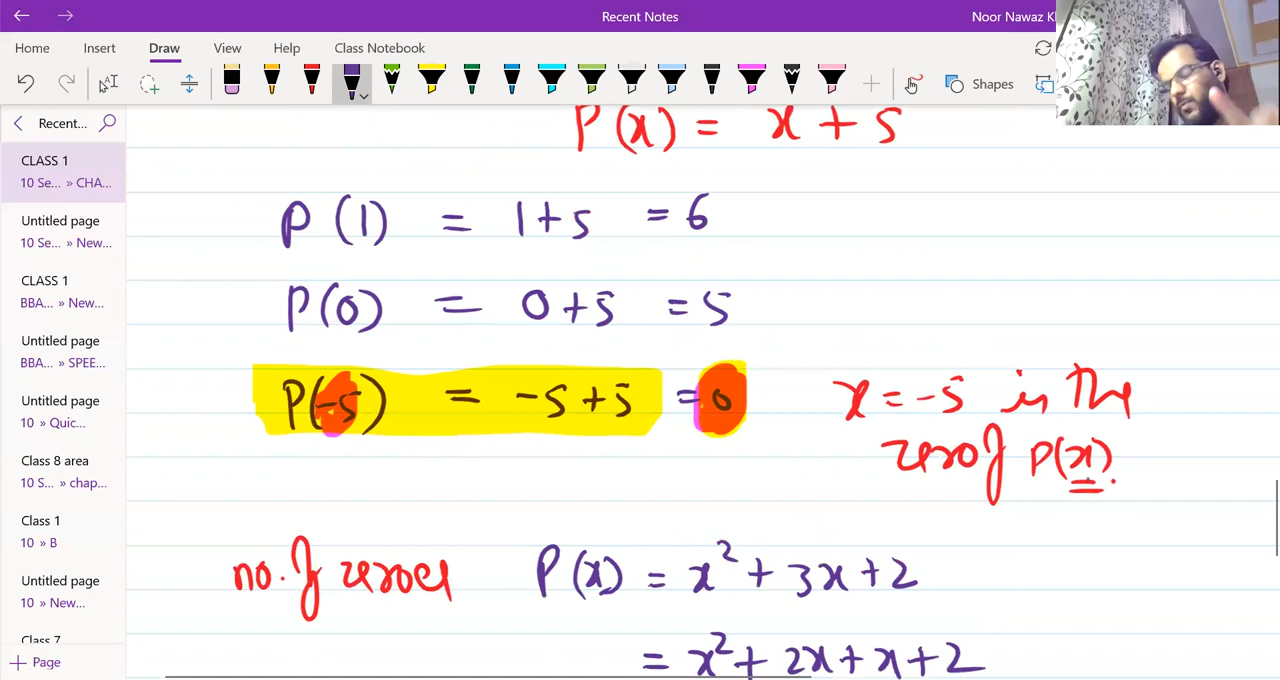 Recent Notes
Noor Nawaz Kh
Home Insert Draw View Help Class Notebook
Shapes
Recent...
CLASS 1
10 Se... » CHA...
Untitled page
10 Se... » New...
CLASS 1
BBA... » New...
Untitled page
BBA... » SPEE...
Untitled page
10 » Quic...
Class 8 area
10 S... » chap...
Class 1
10 » B
Untitled page
10 » New...
Class 7
Page
P(x) = x + 5
P(1) = 1+5 = 6
P(0) = 0+5 = 5
P(-5) = -5+5 = 0
x = -5 is the
zero of P(x).
no. of zeroes P(x) = x² + 3x + 2
= x² + 2x + x + 2